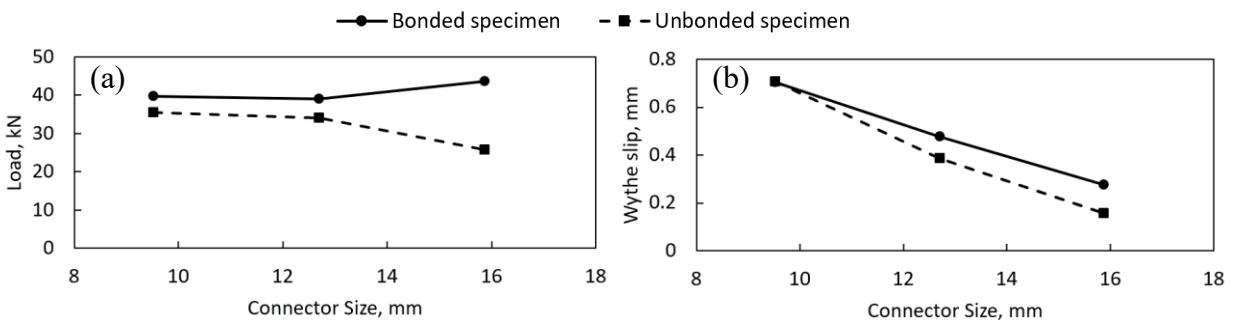 Bonded specimen Unbonded specimen
(a)
50
40
30
20
10
0
Load, kN
8 10 12 14 16 18
Connector Size, mm
(b)
0.8
0.6
0.4
0.2
0
Wythe slip, mm
8 10 12 14 16 18
Connector Size, mm